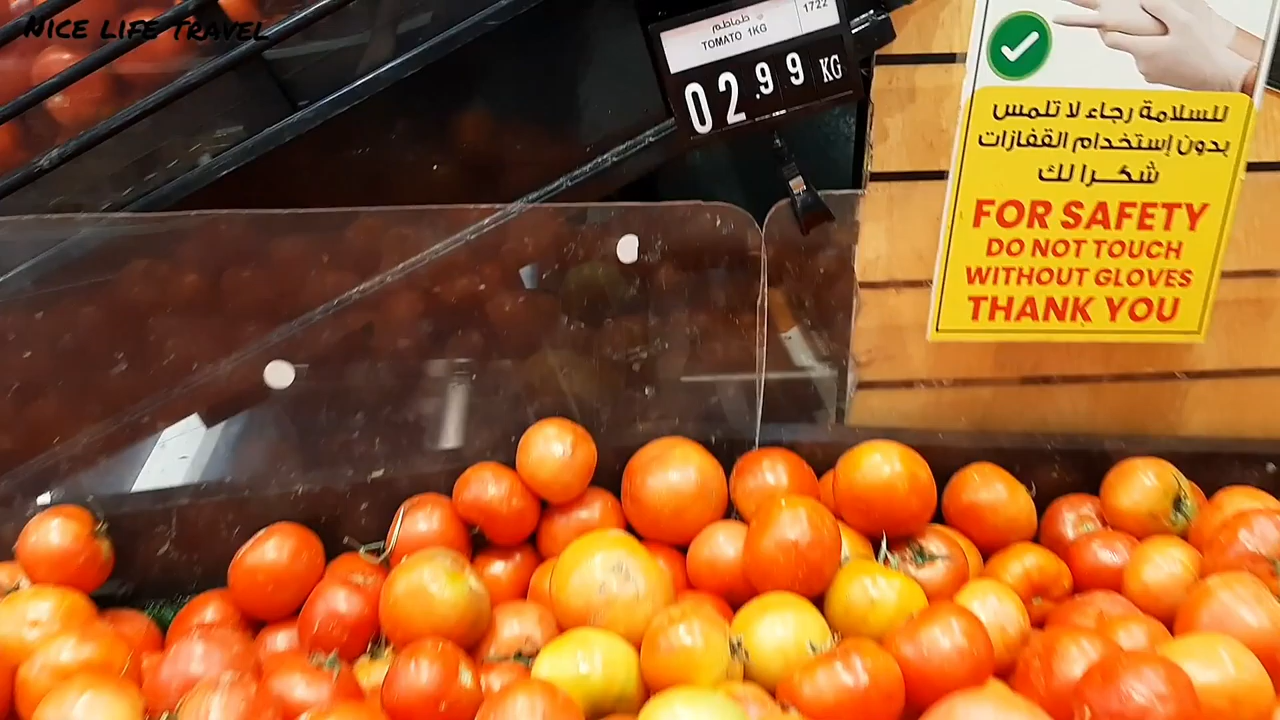 NICE LIFE TRAVEL
طماطم
1722
TOMATO 1KG
02.99 KG
للسلامة رجاء لا تلمس
بدون إستخدام القفازات
شكرا لك
FOR SAFETY
DO NOT TOUCH
WITHOUT GLOVES
THANK YOU